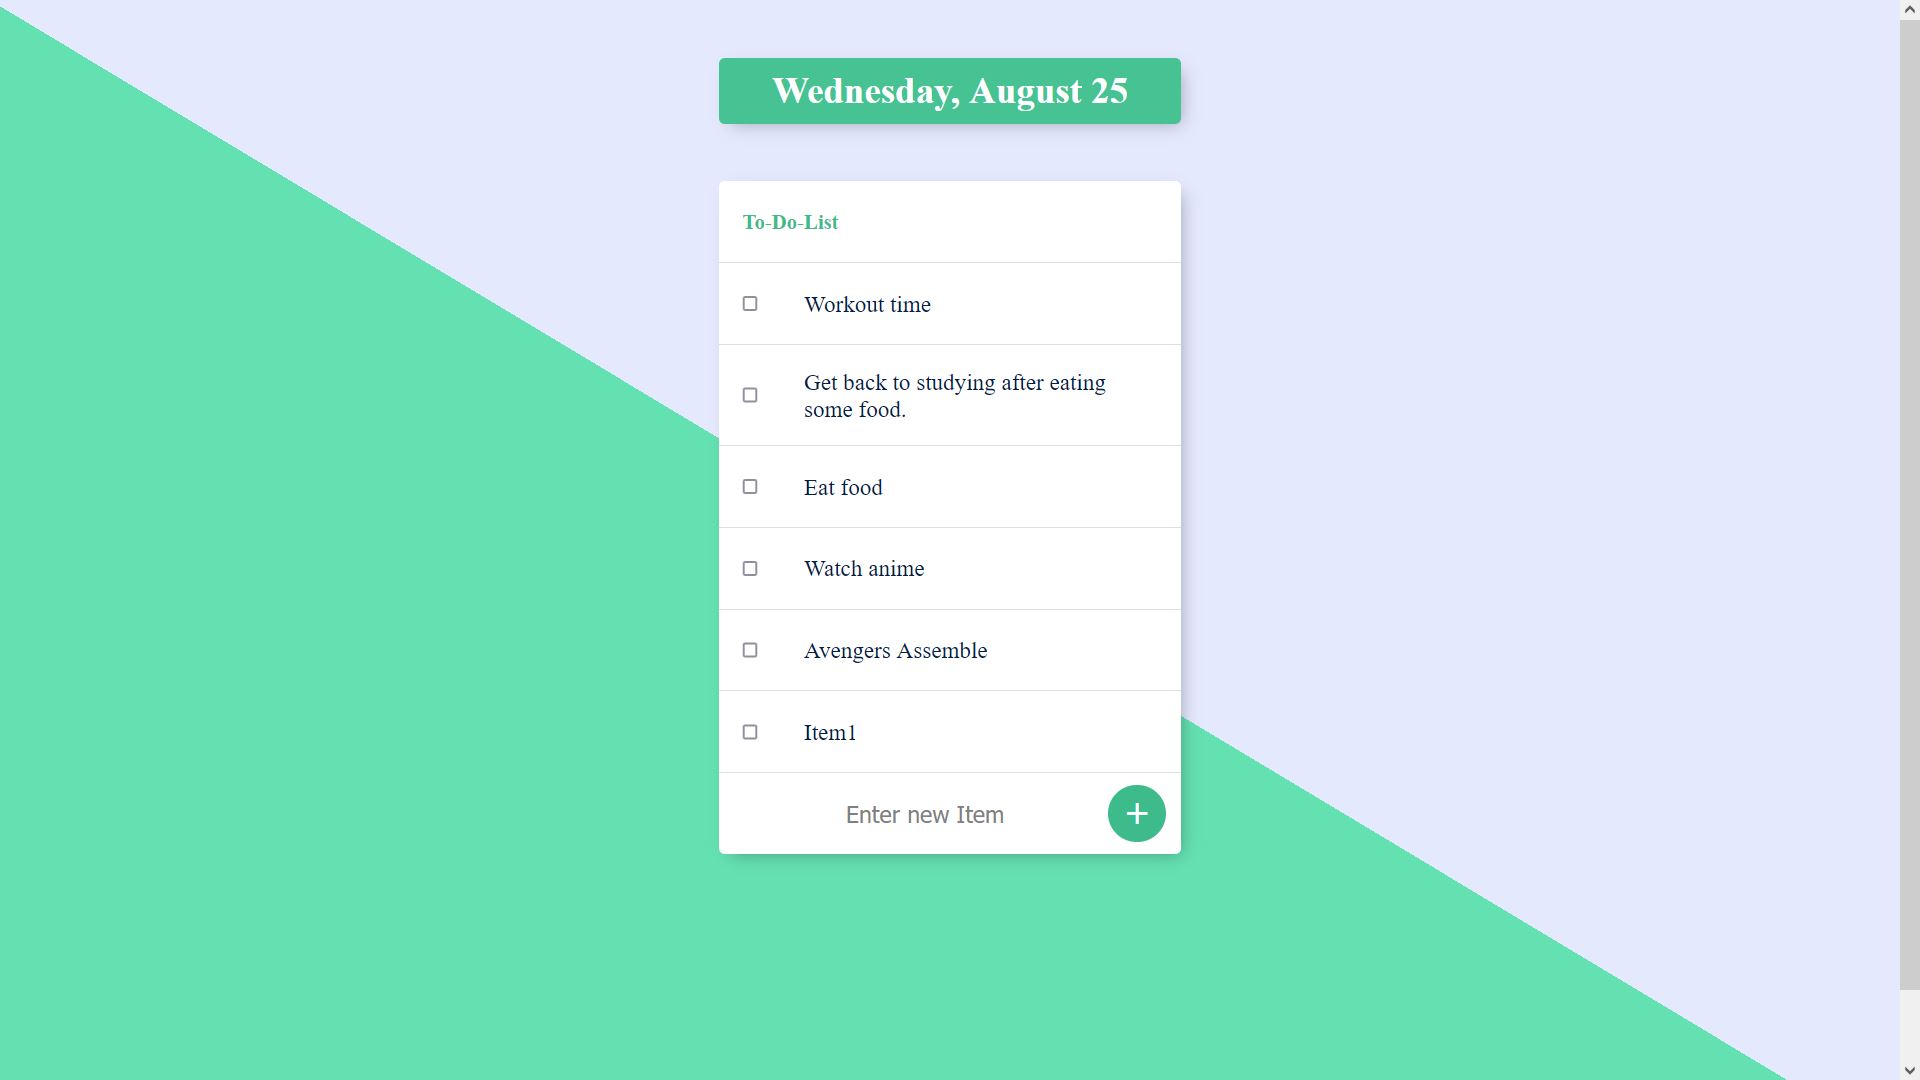 Wednesday, August 25
To-Do-List
Workout time
Get back to studying after eating
some food.
Eat food
Watch anime
Avengers Assemble
Item1
Enter new Item
+